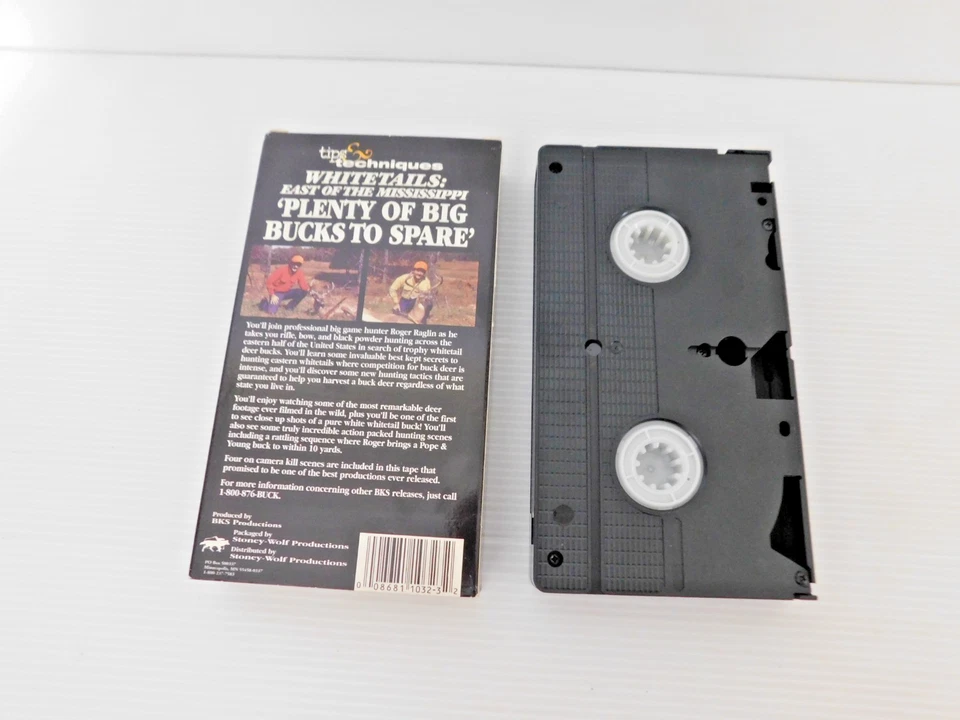 tips & techniques
WHITETAILS:
EAST OF THE MISSISSIPPI
'PLENTY OF BIG
BUCKS TO SPARE'
You'll join professional big game hunter Roger Raglin as he
takes you rifle, bow, and black powder hunting across the
eastern half of the United States in search of trophy whitetail
deer bucks. You'll learn some invaluable best kept secrets to
hunting eastern whitetails where competition for buck deer is
intense, and you'll discover some new hunting tactics that are
guaranteed to help you harvest a buck deer regardless of what
state you live in.
You'll enjoy watching some of the most remarkable deer
footage ever filmed in the wild, plus you'll be one of the first
to see close up shots of a pure white whitetail buck! You'll
also see some truly incredible action packed hunting scenes
including a rattling sequence where Roger brings a Pope &
Young buck to within 10 yards.
Four on camera kill scenes are included in this tape that
promised to be one of the best productions ever released.
For more information concerning other BKS releases, just call
1-800-876-BUCK.
Produced by
BKS Productions
Packaged by
Stoney-Wolf Productions
Distributed by
Stoney-Wolf Productions
PO Box
Minneapolis, MN
0 08681 1032-3 2